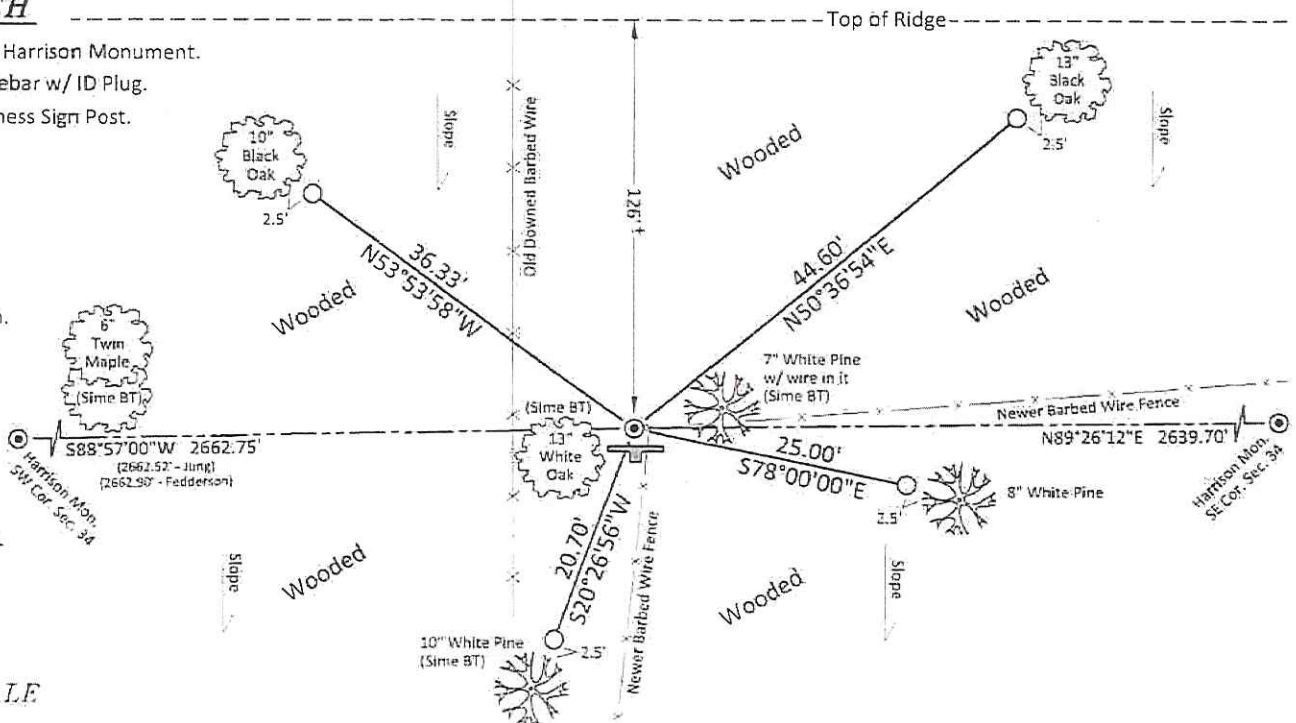 Top of Ridge
Harrison Monument.
w/ ID Plug.
Sign Post.
10"
Black
Oak
2.5'
Slope
Old Downed Barbed Wire
126'±
Wooded
13"
Black
Oak
2.5'
Slope
36.33'
N53°53'58"W
Wooded
44.60'
N50°36'54"E
Wooded
6"
Twin
Maple
(Sime BT)
7" White Pine
w/ wire in it
(Sime BT)
(Sime BT)
13"
White
Oak
Newer Barbed Wire Fence
S88°57'00"W 2662.75'
(2662.52' - Jung)
(2662.90' - Fedderson)
Harrison Mon.
SW Cor. Sec. 34
N89°26'12"E 2639.70'
Harrison Mon.
SE Cor. Sec. 34
25.00'
S78°00'00"E
2.5'
8" White Pine
20.70'
S20°26'56"W
Newer Barbed Wire Fence
Slope
Wooded
Wooded
Slope
10" White Pine
(Sime BT)
2.5'